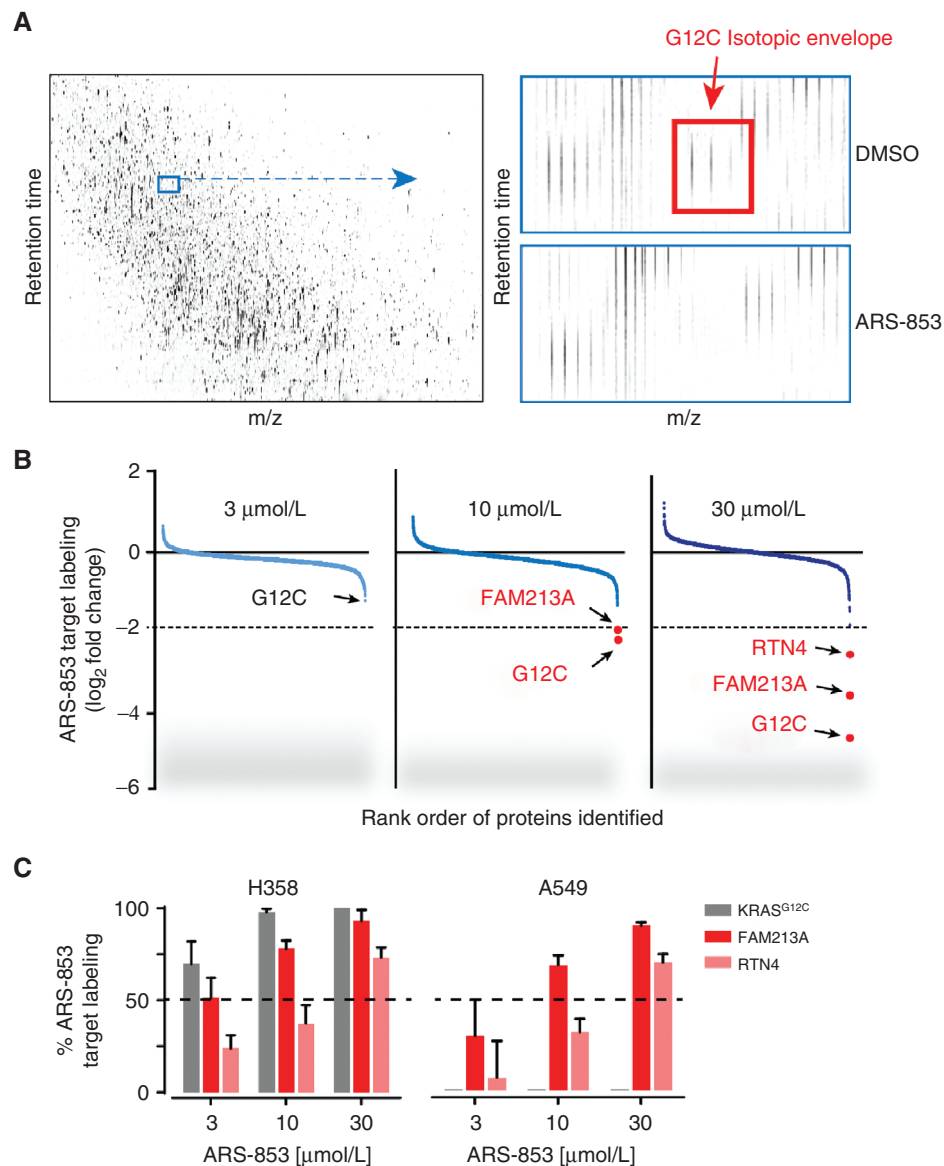 A
G12C Isotopic envelope
Retention time
m/z
Retention time
DMSO
ARS-853
m/z
B
ARS-853 target labeling
(log₂ fold change)
2
0
–2
–4
–6
3 μmol/L
G12C
10 μmol/L
FAM213A
G12C
30 μmol/L
RTN4
FAM213A
G12C
Rank order of proteins identified
C
H358
A549
% ARS-853
target labeling
100
50
0
3
10
30
3
10
30
ARS-853 [μmol/L]
ARS-853 [μmol/L]
KRASᴳ¹²ᶜ
FAM213A
RTN4